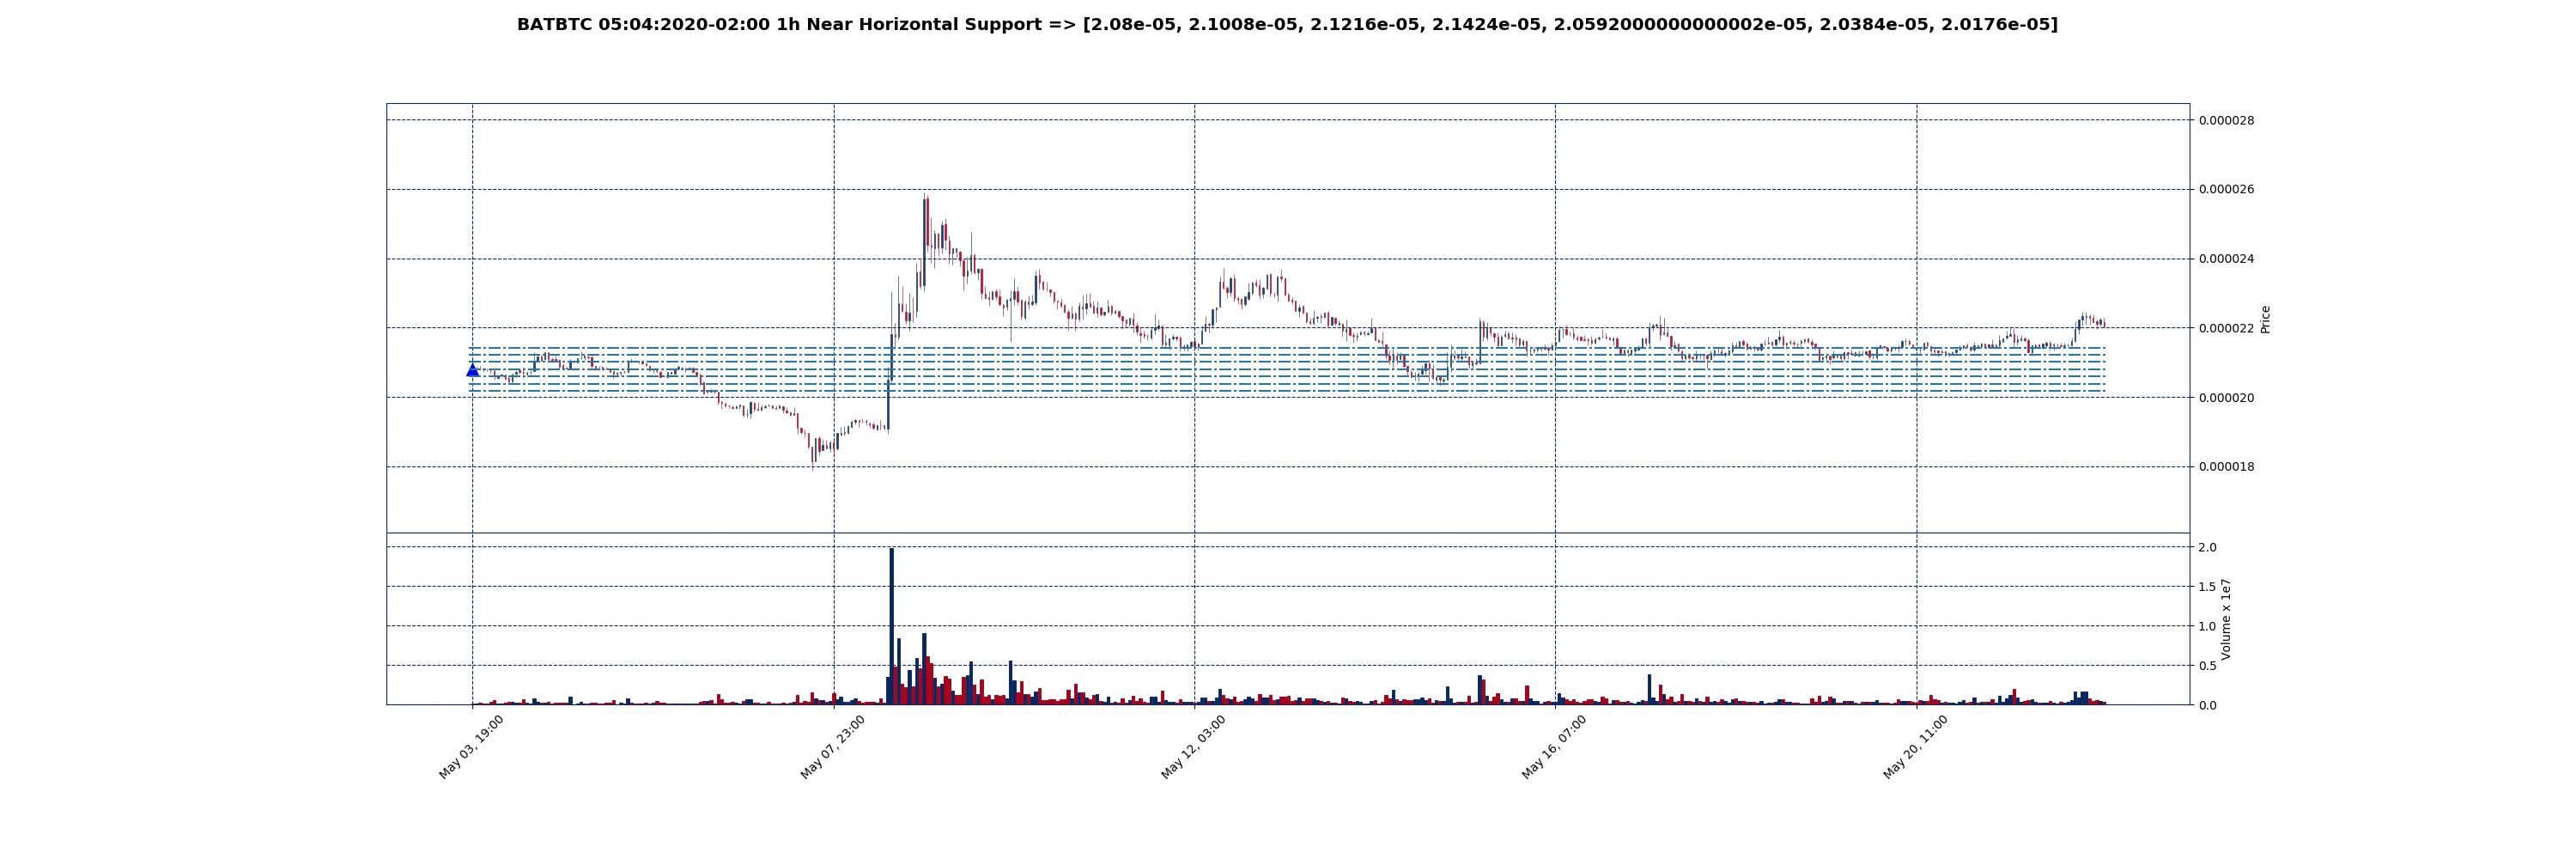 BATBTC 05:04:2020-02:00 1h Near Horizontal Support => [2.08e-05, 2.1008e-05, 2.1216e-05, 2.1424e-05, 2.0592000000000002e-05, 2.0384e-05, 2.0176e-05]
0.000028
0.000026
0.000024
0.000022
0.000020
0.000018
Price
2.0
1.5
1.0
0.5
0.0
Volume x 1e7
May 03, 19:00
May 07, 23:00
May 12, 03:00
May 16, 07:00
May 20, 11:00